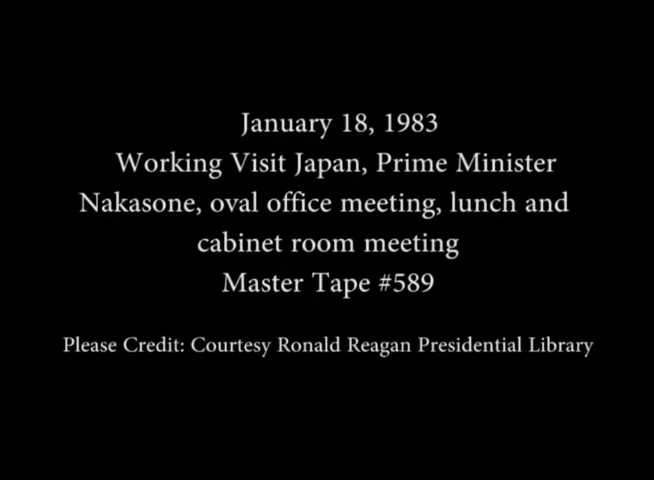 January 18, 1983
Working Visit Japan, Prime Minister
Nakasone, oval office meeting, lunch and
cabinet room meeting
Master Tape #589
Please Credit: Courtesy Ronald Reagan Presidential Library